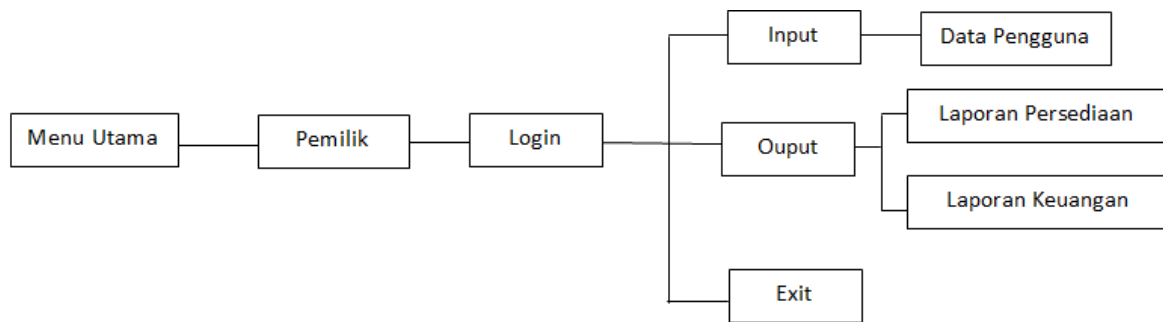 Menu Utama
Pemilik
Login
Input
Data Pengguna
Ouput
Laporan Persediaan
Laporan Keuangan
Exit